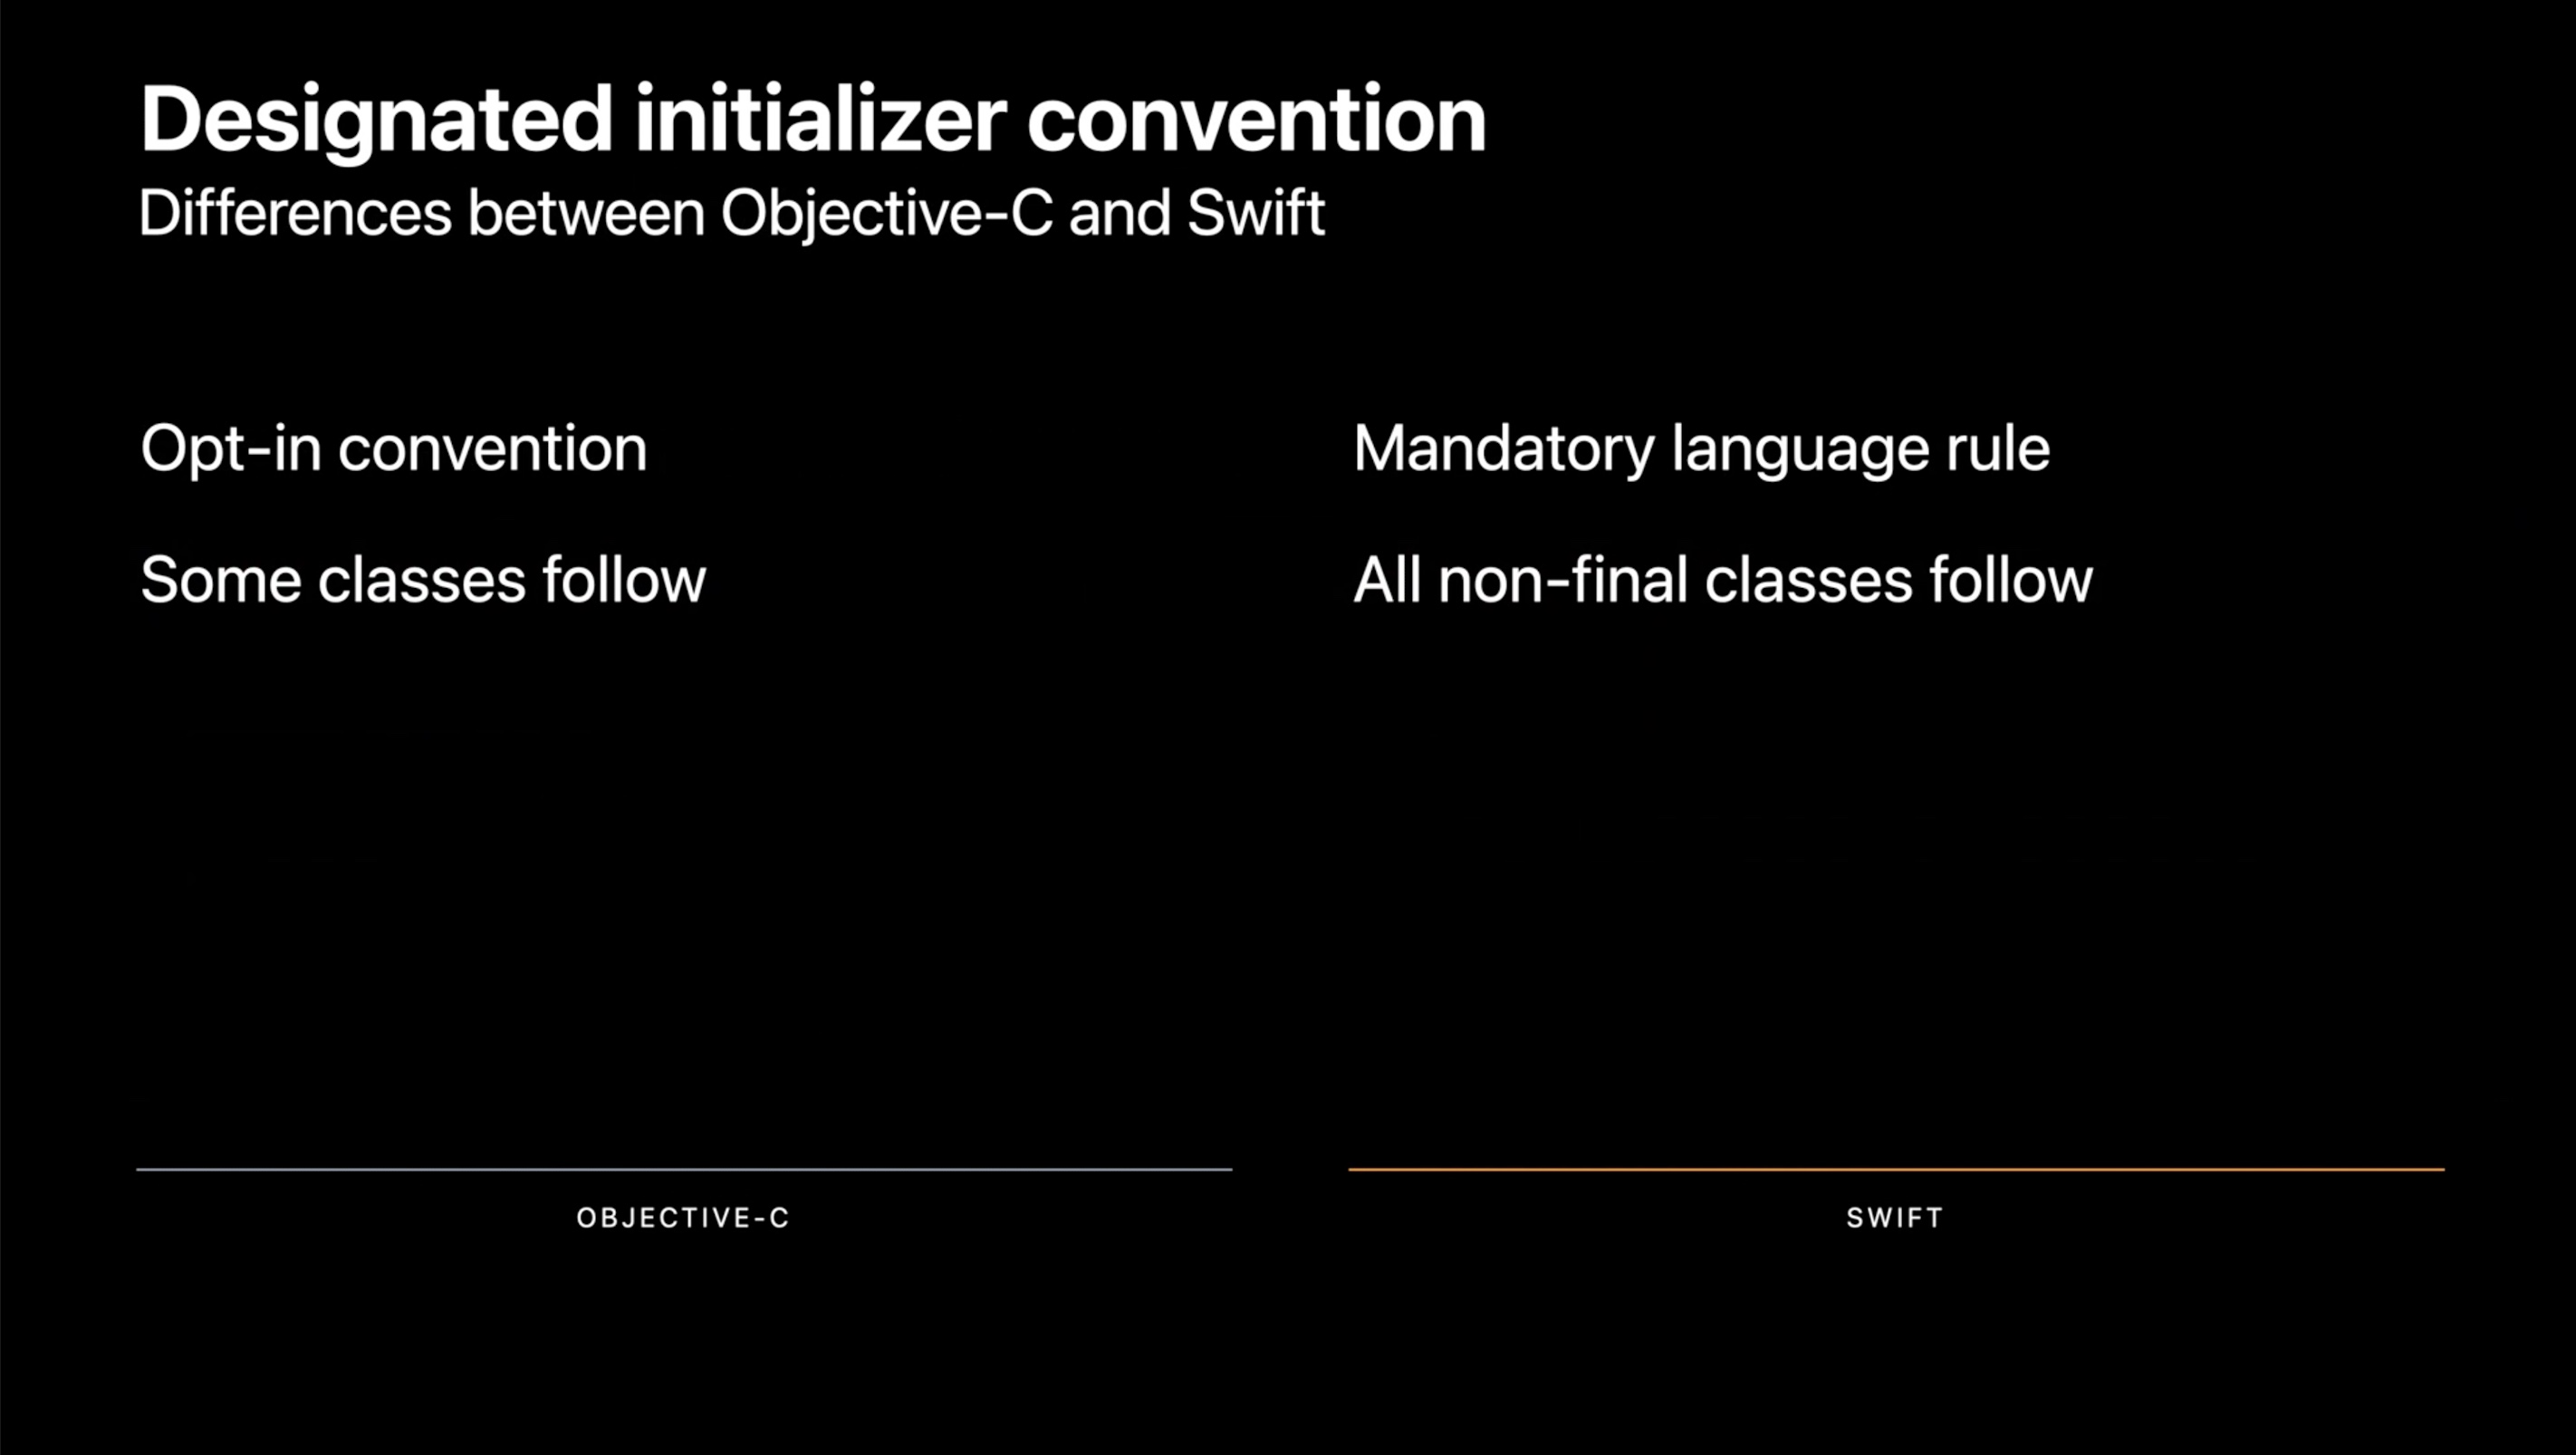 Designated initializer convention
Differences between Objective-C and Swift
Opt-in convention
Some classes follow
OBJECTIVE-C
Mandatory language rule
All non-final classes follow
SWIFT